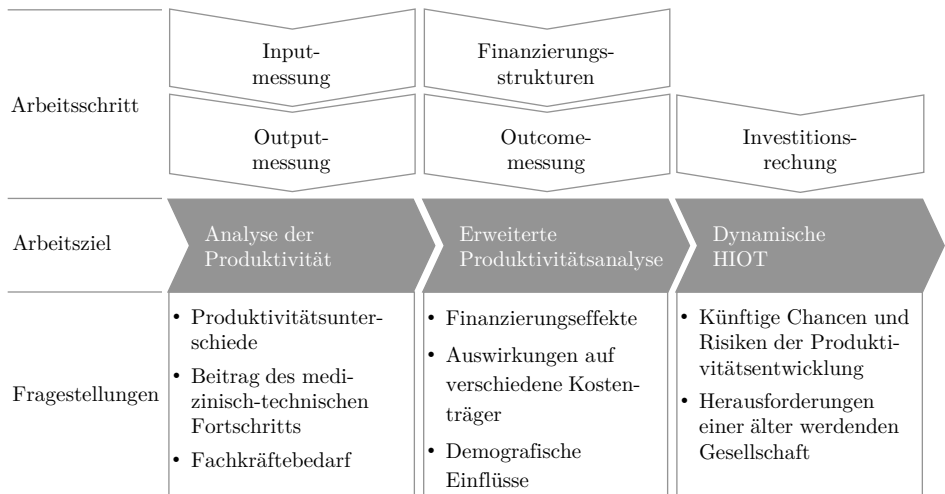 Arbeitsschritt
Input-
messung
Finanzierungs-
strukturen
Output-
messung
Outcome-
messung
Investitions-
rechung
Arbeitsziel
Analyse der
Produktivität
Erweiterte
Produktivitätsanalyse
Dynamische
HIOT
Fragestellungen
• Produktivitätsunter-
schiede
• Beitrag des medi-
zinisch-technischen
Fortschritts
• Fachkräftebedarf
• Finanzierungseffekte
• Auswirkungen auf
verschiedene Kosten-
träger
• Demografische
Einflüsse
• Künftige Chancen und
Risiken der Produkti-
vitätsentwicklung
• Herausforderungen
einer älter werdenden
Gesellschaft